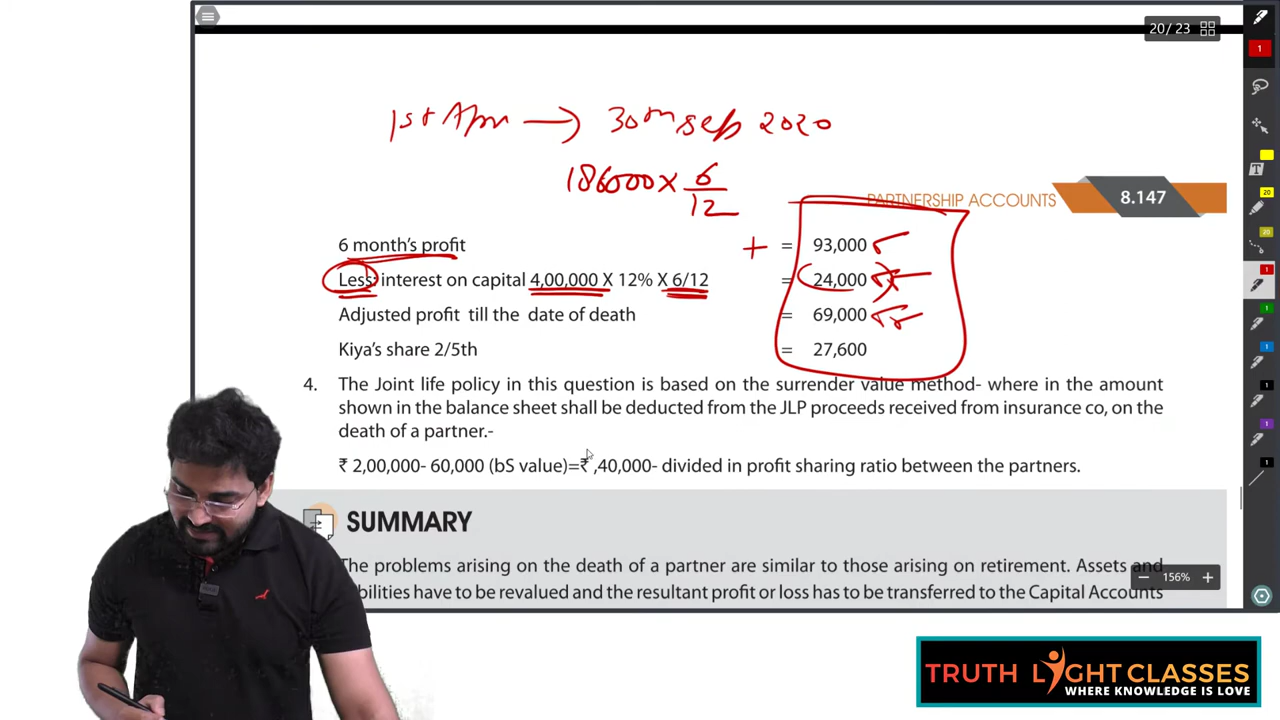 20/ 23
1st Apr → 30th sep 2020
186000 x 6/12
PARTNERSHIP ACCOUNTS 8.147
6 month's profit + = 93,000
Less: interest on capital 4,00,000 X 12% X 6/12 = 24,000
Adjusted profit till the date of death = 69,000
Kiya's share 2/5th = 27,600
4. The Joint life policy in this question is based on the surrender value method- where in the amount
shown in the balance sheet shall be deducted from the JLP proceeds received from insurance co, on the
death of a partner.-
₹ 2,00,000- 60,000 (bS value)=₹ ,40,000- divided in profit sharing ratio between the partners.
SUMMARY
The problems arising on the death of a partner are similar to those arising on retirement. Assets and
156%
bilities have to be revalued and the resultant profit or loss has to be transferred to the Capital Accounts
TRUTH LIGHT CLASSES
WHERE KNOWLEDGE IS LOVE